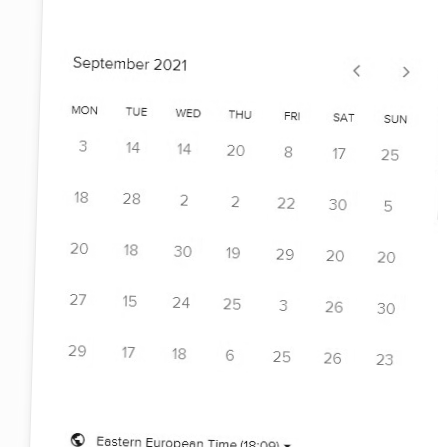 September 2021
MON TUE WED THU FRI SAT SUN
3 14 14 20 8 17 25
18 28 2 2 22 30 5
20 18 30 19 29 20 20
27 15 24 25 3 26 30
29 17 18 6 25 26 23
Eastern European Time (18:09)